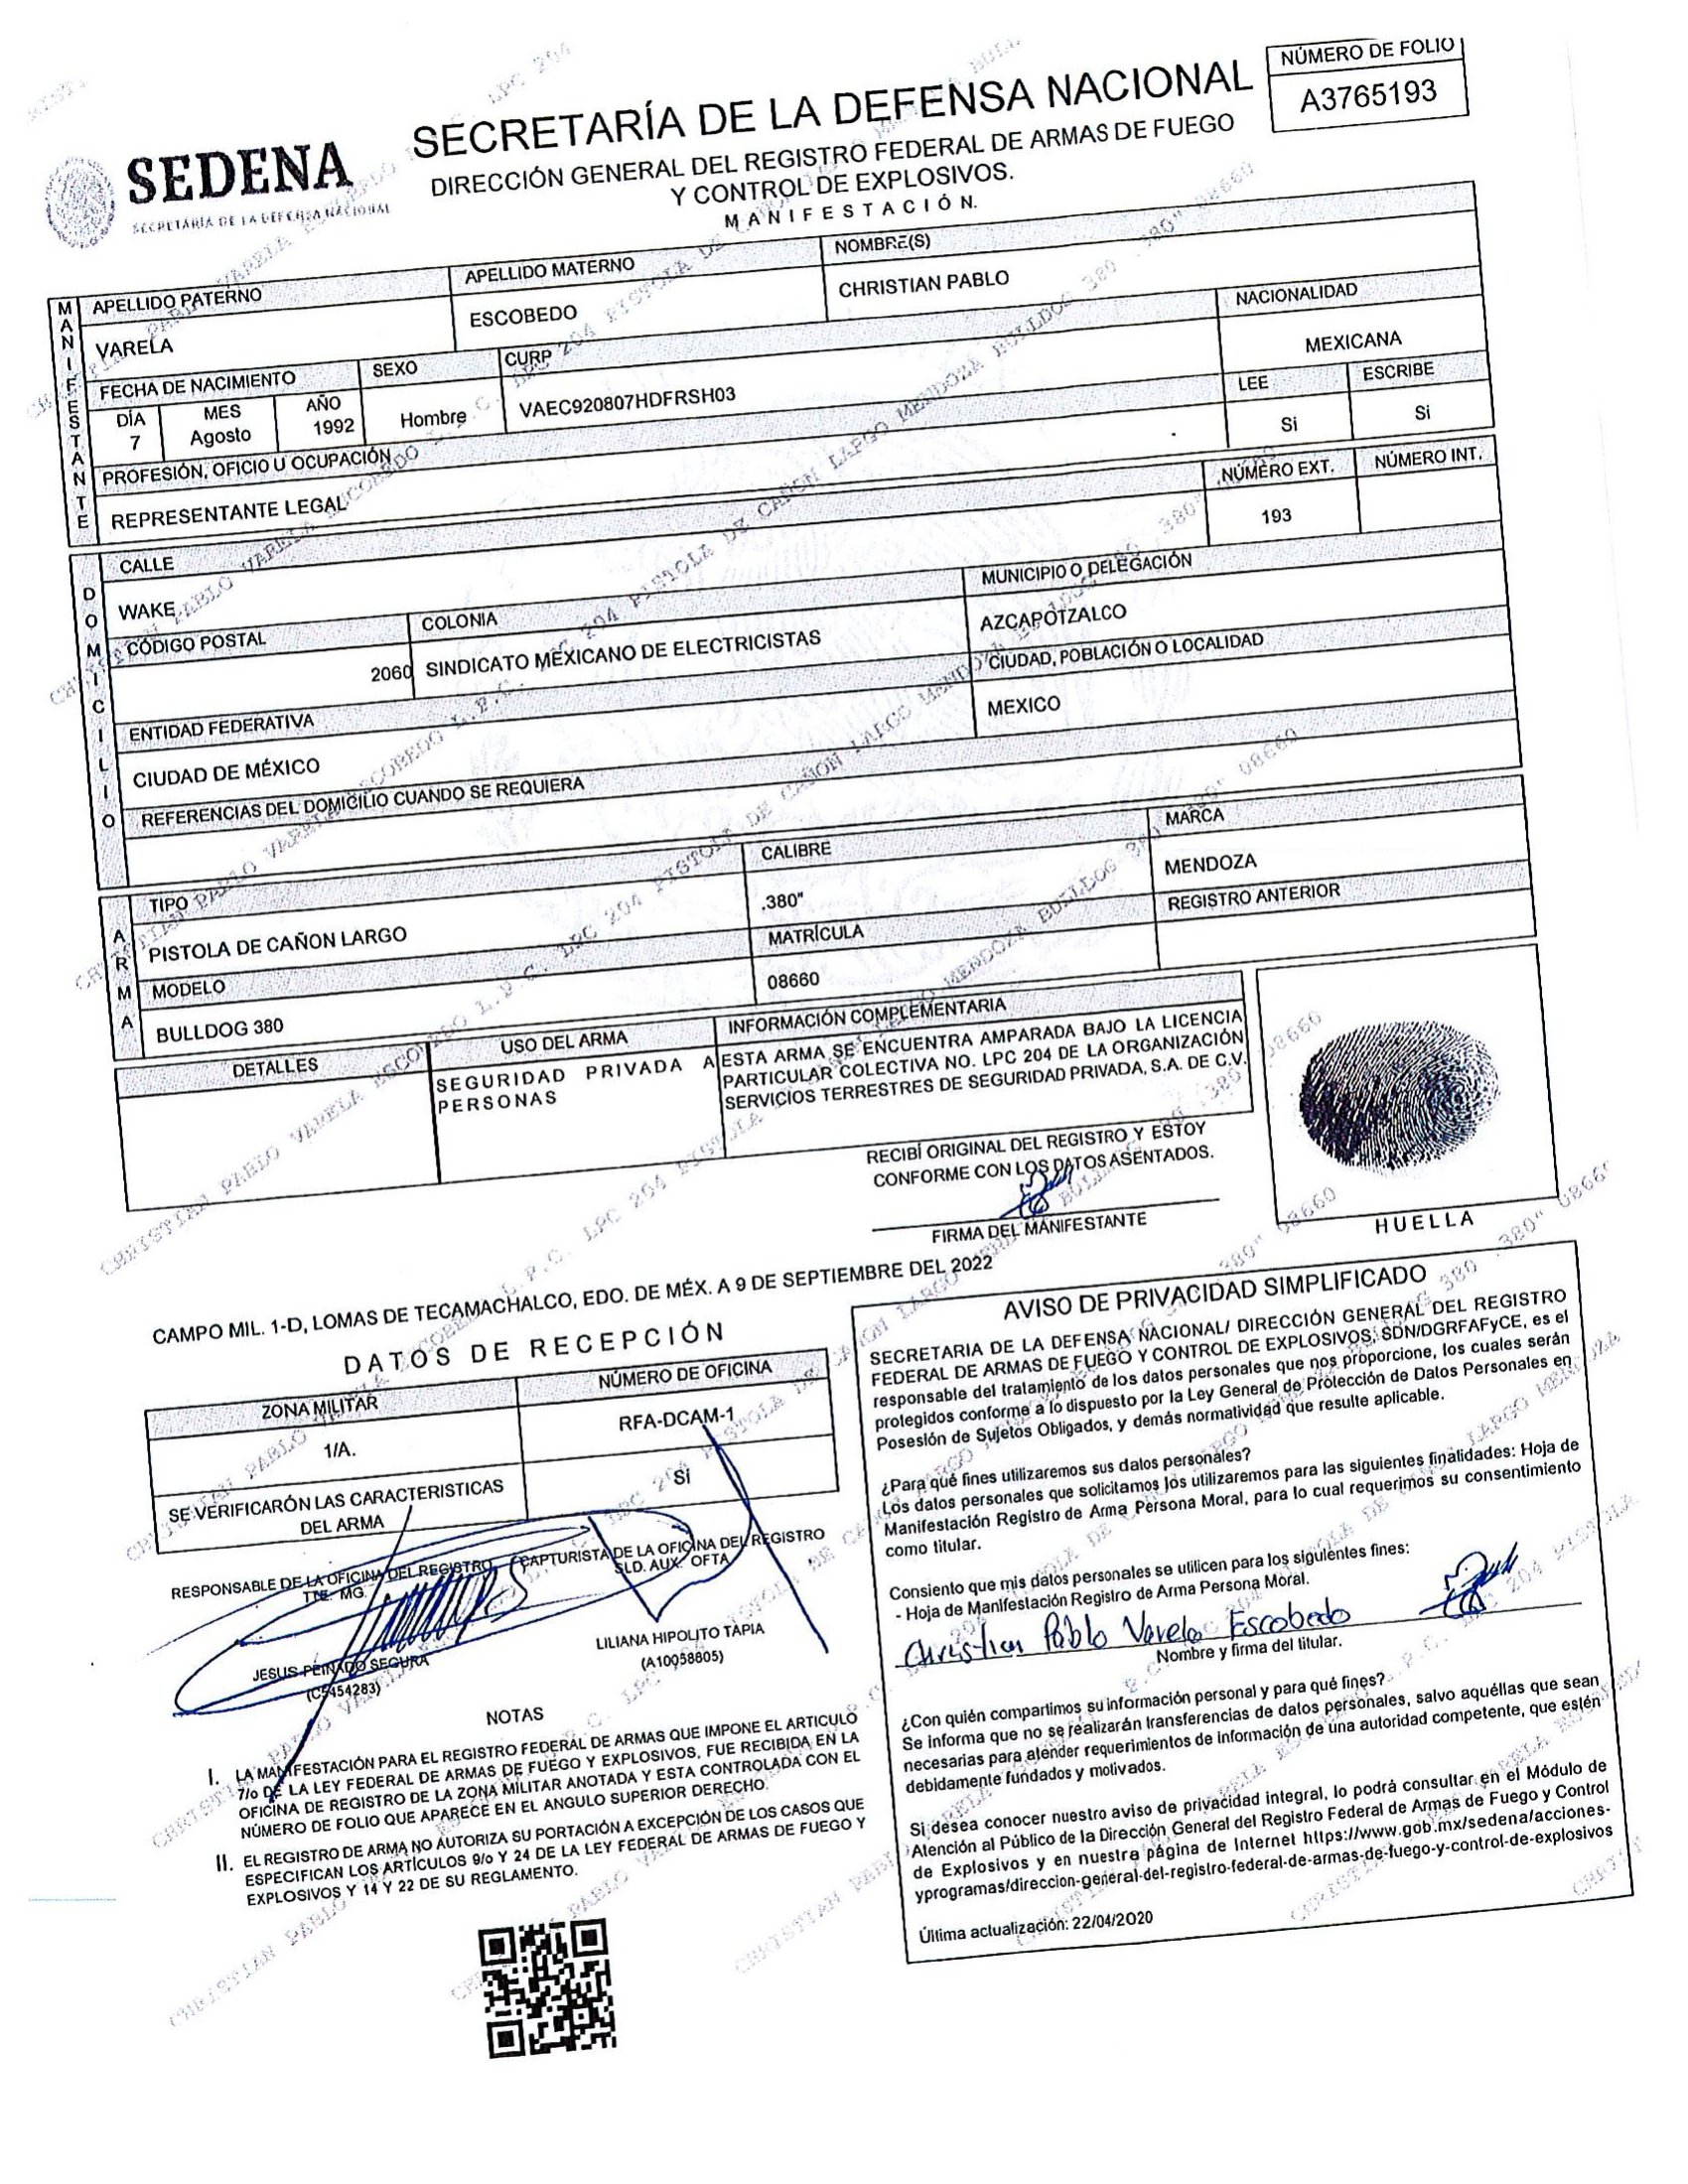 NÚMERO DE FOLIO
A3765193
SEDENA
SECRETARÍA DE LA DEFENSA NACIONAL
SECRETARÍA DE LA DEFENSA NACIONAL
DIRECCIÓN GENERAL DEL REGISTRO FEDERAL DE ARMAS DE FUEGO
Y CONTROL DE EXPLOSIVOS.
MANIFESTACIÓN.
MANIFESTANTE
APELLIDO PATERNO APELLIDO MATERNO NOMBRE(S)
VARELA ESCOBEDO CHRISTIAN PABLO
FECHA DE NACIMIENTO SEXO CURP NACIONALIDAD
DÍA MES AÑO MEXICANA
7 Agosto 1992 Hombre VAEC920807HDFRSH03
LEE ESCRIBE
Si Si
PROFESIÓN, OFICIO U OCUPACIÓN
REPRESENTANTE LEGAL
DOMICILIO
CALLE NÚMERO EXT. NÚMERO INT.
WAKE 193
CÓDIGO POSTAL COLONIA MUNICIPIO O DELEGACIÓN
2060 SINDICATO MEXICANO DE ELECTRICISTAS AZCAPOTZALCO
ENTIDAD FEDERATIVA CIUDAD, POBLACIÓN O LOCALIDAD
CIUDAD DE MÉXICO MEXICO
REFERENCIAS DEL DOMICILIO CUANDO SE REQUIERA
ARMA
TIPO CALIBRE MARCA
PISTOLA DE CAÑON LARGO .380" MENDOZA
MODELO MATRÍCULA REGISTRO ANTERIOR
BULLDOG 380 08660
DETALLES USO DEL ARMA INFORMACIÓN COMPLEMENTARIA
SEGURIDAD PRIVADA A
PERSONAS
ESTA ARMA SE ENCUENTRA AMPARADA BAJO LA LICENCIA
PARTICULAR COLECTIVA NO. LPC 204 DE LA ORGANIZACIÓN
SERVICIOS TERRESTRES DE SEGURIDAD PRIVADA, S.A. DE C.V.
RECIBÍ ORIGINAL DEL REGISTRO Y ESTOY
CONFORME CON LOS DATOS ASENTADOS.
FIRMA DEL MANIFESTANTE
HUELLA
CAMPO MIL. 1-D, LOMAS DE TECAMACHALCO, EDO. DE MÉX. A 9 DE SEPTIEMBRE DEL 2022
DATOS DE RECEPCIÓN
ZONA MILITAR NÚMERO DE OFICINA
1/A. RFA-DCAM-1
SE VERIFICARÓN LAS CARACTERISTICAS
DEL ARMA
Si
RESPONSABLE DE LA OFICINA DEL REGISTRO
TTE. MG.
JESUS PEINADO SEGURA
(C5454283)
CAPTURISTA DE LA OFICINA DEL REGISTRO
SLD. AUX. OFTA.
LILIANA HIPOLITO TAPIA
(A10058805)
NOTAS
I. LA MANIFESTACIÓN PARA EL REGISTRO FEDERAL DE ARMAS QUE IMPONE EL ARTICULO
7/o DE LA LEY FEDERAL DE ARMAS DE FUEGO Y EXPLOSIVOS, FUE RECIBIDA EN LA
OFICINA DE REGISTRO DE LA ZONA MILITAR ANOTADA Y ESTA CONTROLADA CON EL
NÚMERO DE FOLIO QUE APARECE EN EL ANGULO SUPERIOR DERECHO.
II. EL REGISTRO DE ARMA NO AUTORIZA SU PORTACIÓN A EXCEPCIÓN DE LOS CASOS QUE
ESPECIFICAN LOS ARTÍCULOS 9/o Y 24 DE LA LEY FEDERAL DE ARMAS DE FUEGO Y
EXPLOSIVOS Y 14 Y 22 DE SU REGLAMENTO.
AVISO DE PRIVACIDAD SIMPLIFICADO
SECRETARIA DE LA DEFENSA NACIONAL/ DIRECCIÓN GENERAL DEL REGISTRO
FEDERAL DE ARMAS DE FUEGO Y CONTROL DE EXPLOSIVOS, SDN/DGRFAFyCE, es el
responsable del tratamiento de los datos personales que nos proporcione, los cuales serán
protegidos conforme a lo dispuesto por la Ley General de Protección de Datos Personales en
Posesión de Sujetos Obligados, y demás normatividad que resulte aplicable.
¿Para qué fines utilizaremos sus datos personales?
Los datos personales que solicitamos los utilizaremos para las siguientes finalidades: Hoja de
Manifestación Registro de Arma Persona Moral, para lo cual requerimos su consentimiento
como titular.
Consiento que mis datos personales se utilicen para los siguientes fines:
- Hoja de Manifestación Registro de Arma Persona Moral.
Christian Pablo Varela Escobedo
Nombre y firma del titular.
¿Con quién compartimos su información personal y para qué fines?
Se informa que no se realizarán transferencias de datos personales, salvo aquéllas que sean
necesarias para atender requerimientos de información de una autoridad competente, que estén
debidamente fundados y motivados.
Si desea conocer nuestro aviso de privacidad integral, lo podrá consultar en el Módulo de
Atención al Público de la Dirección General del Registro Federal de Armas de Fuego y Control
de Explosivos y en nuestra página de Internet https://www.gob.mx/sedena/acciones-
yprogramas/direccion-general-del-registro-federal-de-armas-de-fuego-y-control-de-explosivos
Última actualización: 22/04/2020